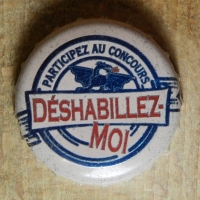 PARTICIPEZ AU CONCOURS
DÉSHABILLEZ-
MOI